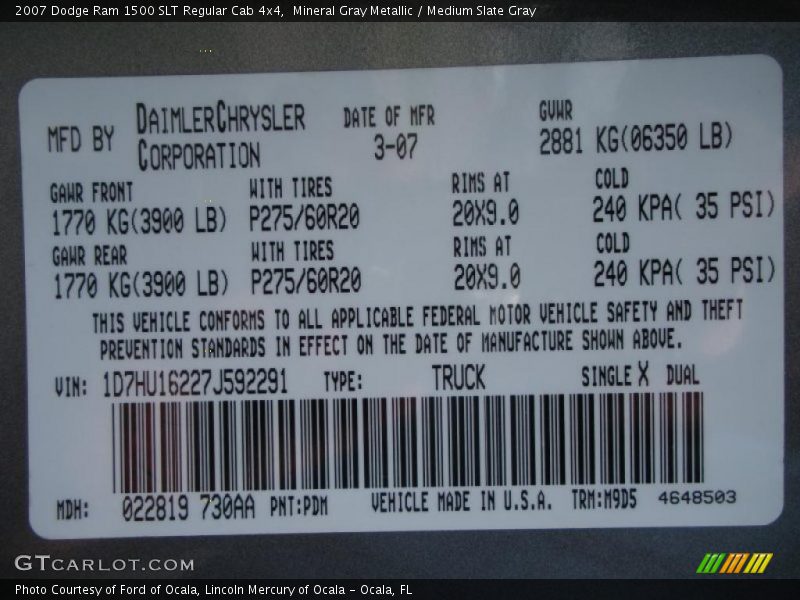 2007 Dodge Ram 1500 SLT Regular Cab 4x4,  Mineral Gray Metallic / Medium Slate Gray
MFD BY DAIMLERCHRYSLER CORPORATION DATE OF MFR 3-07 GVWR 2881 KG(06350 LB)
GAWR FRONT WITH TIRES RIMS AT COLD
1770 KG(3900 LB) P275/60R20 20X9.0 240 KPA( 35 PSI)
GAWR REAR WITH TIRES RIMS AT COLD
1770 KG(3900 LB) P275/60R20 20X9.0 240 KPA( 35 PSI)
THIS VEHICLE CONFORMS TO ALL APPLICABLE FEDERAL MOTOR VEHICLE SAFETY AND THEFT
PREVENTION STANDARDS IN EFFECT ON THE DATE OF MANUFACTURE SHOWN ABOVE.
VIN: 1D7HU16227J592291 TYPE: TRUCK SINGLE X DUAL
MDH: 022819 730AA PNT:PDM VEHICLE MADE IN U.S.A. TRM:M9D5 4648503
GTCARLOT.COM
Photo Courtesy of Ford of Ocala, Lincoln Mercury of Ocala - Ocala, FL